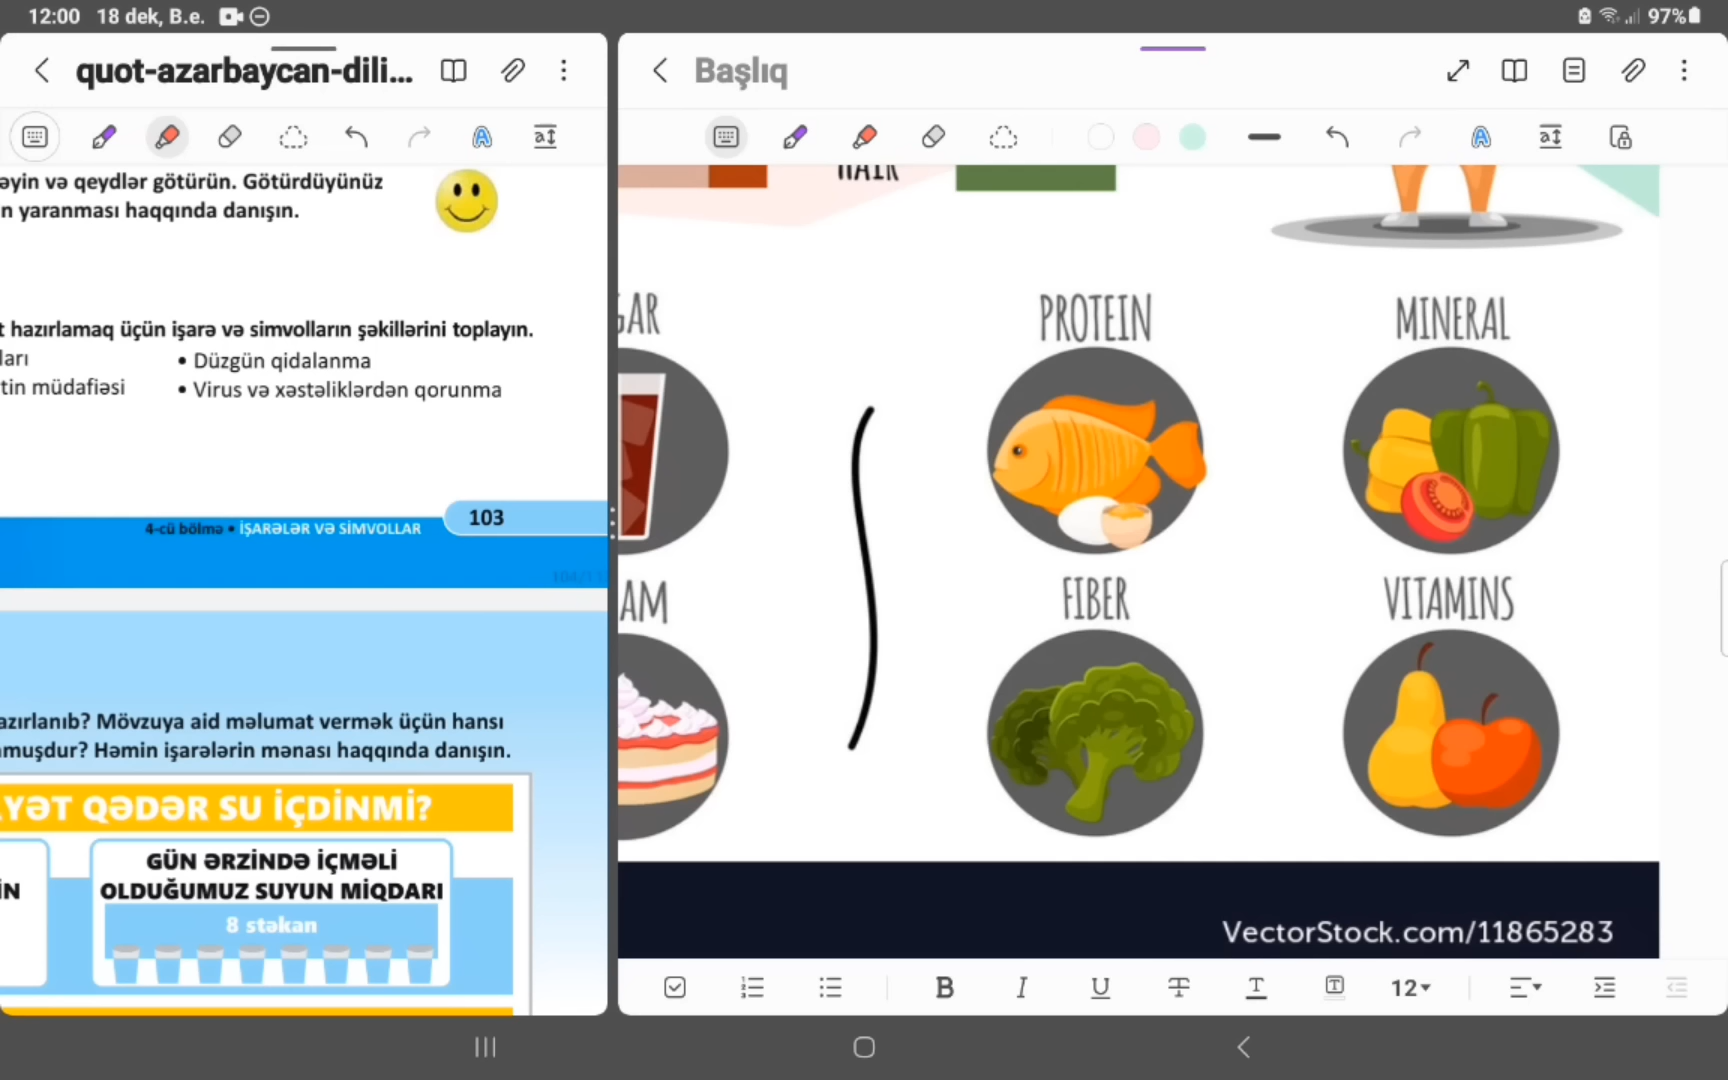 12:00 18 dek, B.e.
97%
quot-azarbaycan-dili...
əyin və qeydlər götürün. Götürdüyünüz
n yaranması haqqında danışın.
t hazırlamaq üçün işarə və simvolların şəkillərini toplayın.
ları
• Düzgün qidalanma
tin müdafiəsi
• Virus və xəstəliklərdən qorunma
4-cü bölmə • İŞARƏLƏR VƏ SİMVOLLAR
103
azırlanıb? Mövzuya aid məlumat vermək üçün hansı
muşdur? Həmin işarələrin mənası haqqında danışın.
YƏT QƏDƏR SU İÇDİNMİ?
İN
GÜN ƏRZİNDƏ İÇMƏLİ
OLDUĞUMUZ SUYUN MİQDARI
8 stəkan
Başlıq
HAIR
GAR
PROTEIN
MINERAL
AM
FIBER
VITAMINS
VectorStock.com/11865283
B I U T T T 12